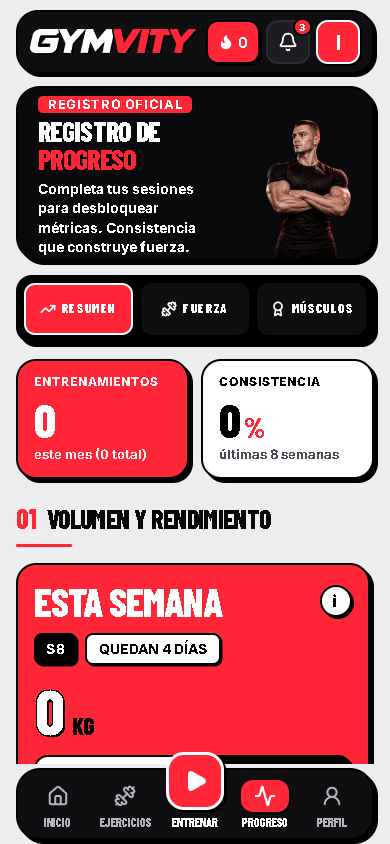 GYMVITY
0
3
I
REGISTRO OFICIAL
REGISTRO DE
PROGRESO
Completa tus sesiones
para desbloquear
métricas. Consistencia
que construye fuerza.
RESUMEN
FUERZA
MÚSCULOS
ENTRENAMIENTOS
0
este mes (0 total)
CONSISTENCIA
0%
últimas 8 semanas
01 VOLUMEN Y RENDIMIENTO
ESTA SEMANA
i
S8
QUEDAN 4 DÍAS
0 KG
INICIO
EJERCICIOS
ENTRENAR
PROGRESO
PERFIL